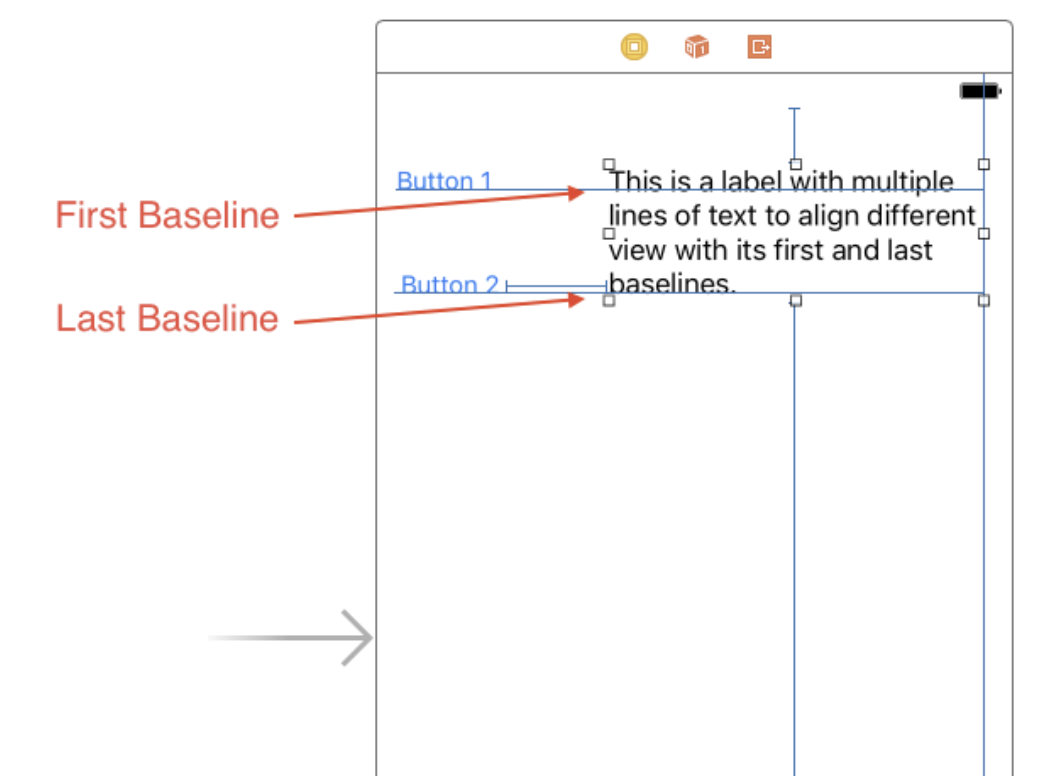 Button 1
This is a label with multiple
First Baseline
lines of text to align different
view with its first and last
Button 2
baselines.
Last Baseline